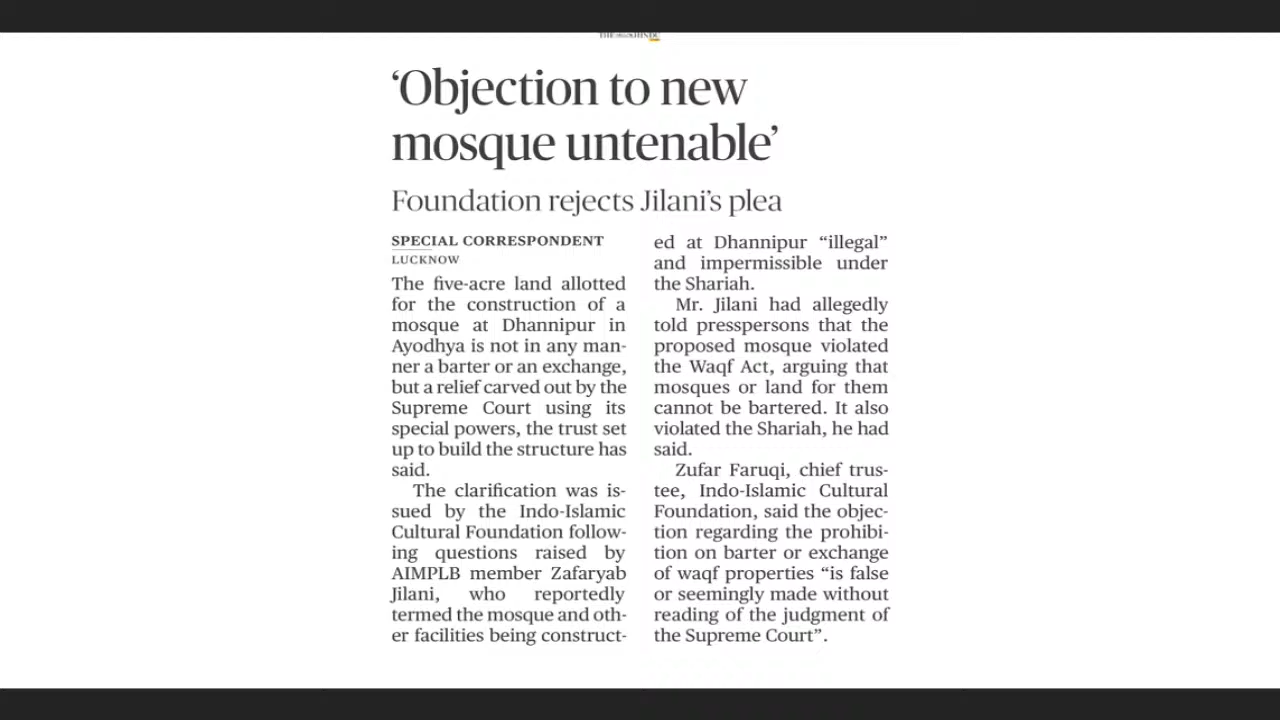 THE HINDU
‘Objection to new
mosque untenable’
Foundation rejects Jilani’s plea
SPECIAL CORRESPONDENT
LUCKNOW
The five-acre land allotted
for the construction of a
mosque at Dhannipur in
Ayodhya is not in any man-
ner a barter or an exchange,
but a relief carved out by the
Supreme Court using its
special powers, the trust set
up to build the structure has
said.
The clarification was is-
sued by the Indo-Islamic
Cultural Foundation follow-
ing questions raised by
AIMPLB member Zafaryab
Jilani, who reportedly
termed the mosque and oth-
er facilities being construct-
ed at Dhannipur “illegal”
and impermissible under
the Shariah.
Mr. Jilani had allegedly
told presspersons that the
proposed mosque violated
the Waqf Act, arguing that
mosques or land for them
cannot be bartered. It also
violated the Shariah, he had
said.
Zufar Faruqi, chief trus-
tee, Indo-Islamic Cultural
Foundation, said the objec-
tion regarding the prohibi-
tion on barter or exchange
of waqf properties “is false
or seemingly made without
reading of the judgment of
the Supreme Court”.